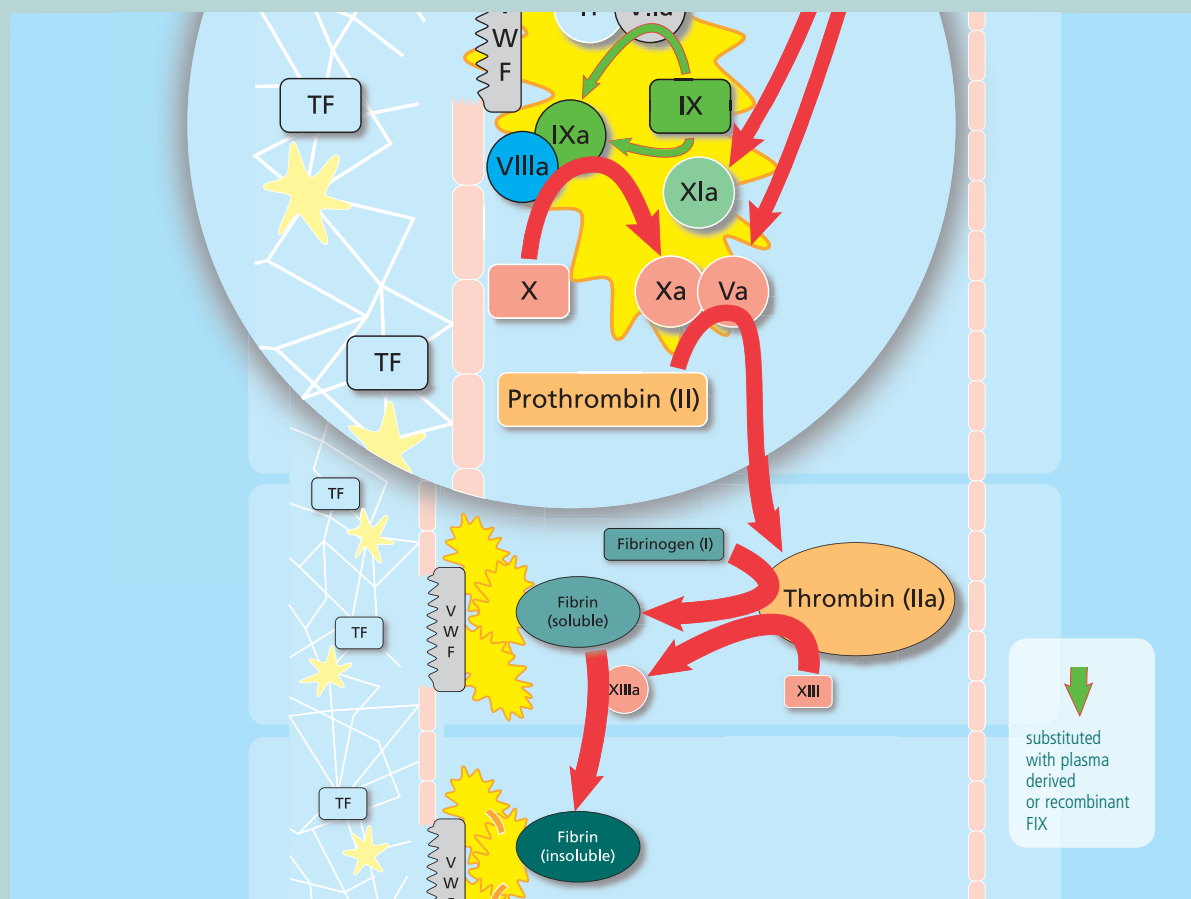 W
F
TF
IX
IXa
VIIIa
XIa
X
Xa
Va
TF
Prothrombin (II)
TF
Fibrinogen (I)
Thrombin (IIa)
Fibrin
(soluble)
V
W
F
TF
XIIIa
XIII
substituted
with plasma
derived
or recombinant
FIX
TF
Fibrin
(insoluble)
V
W